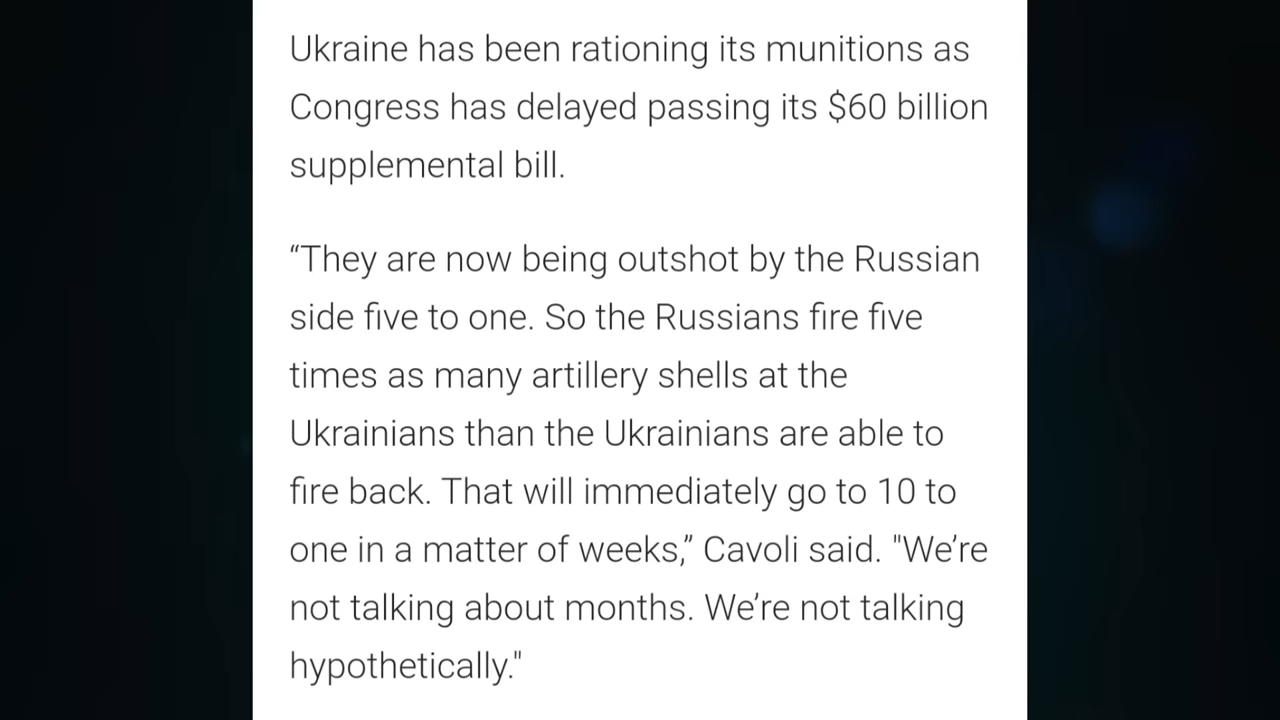 Ukraine has been rationing its munitions as
Congress has delayed passing its $60 billion
supplemental bill.
“They are now being outshot by the Russian
side five to one. So the Russians fire five
times as many artillery shells at the
Ukrainians than the Ukrainians are able to
fire back. That will immediately go to 10 to
one in a matter of weeks,” Cavoli said. "We’re
not talking about months. We’re not talking
hypothetically."